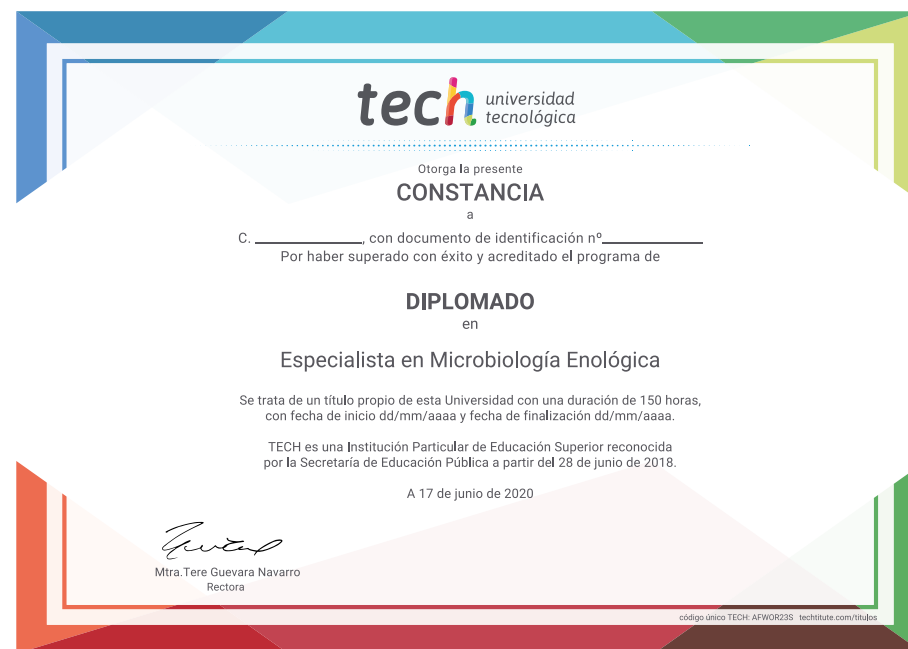 tech universidad
tecnológica
Otorga la presente
CONSTANCIA
a
C. ____________, con documento de identificación nº____________
Por haber superado con éxito y acreditado el programa de
DIPLOMADO
en
Especialista en Microbiología Enológica
Se trata de un título propio de esta Universidad con una duración de 150 horas,
con fecha de inicio dd/mm/aaaa y fecha de finalización dd/mm/aaaa.
TECH es una Institución Particular de Educación Superior reconocida
por la Secretaría de Educación Pública a partir del 28 de junio de 2018.
A 17 de junio de 2020
Mtra.Tere Guevara Navarro
Rectora
código único TECH: AFWOR23S techtitute.com/titulos